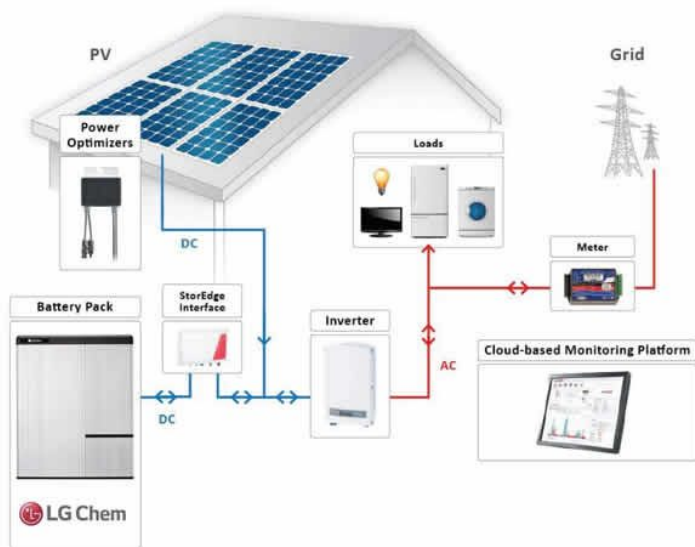 PV
Grid
Power
Optimizers
Loads
DC
Meter
Battery Pack
StorEdge
Interface
Inverter
Cloud-based Monitoring Platform
AC
DC
LG Chem